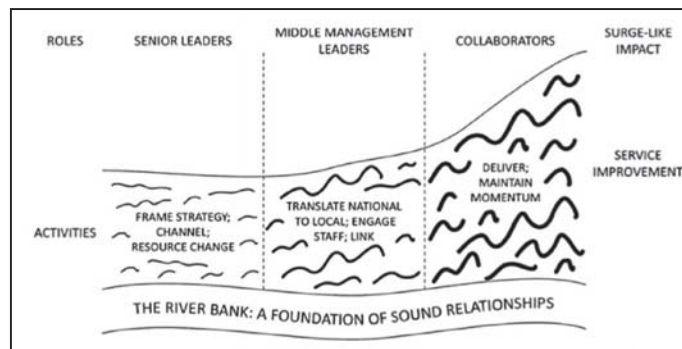 ROLES
SENIOR LEADERS
MIDDLE MANAGEMENT
LEADERS
COLLABORATORS
SURGE-LIKE
IMPACT
ACTIVITIES
FRAME STRATEGY;
CHANNEL;
RESOURCE CHANGE
TRANSLATE NATIONAL
TO LOCAL; ENGAGE
STAFF; LINK
DELIVER;
MAINTAIN
MOMENTUM
SERVICE
IMPROVEMENT
THE RIVER BANK: A FOUNDATION OF SOUND RELATIONSHIPS